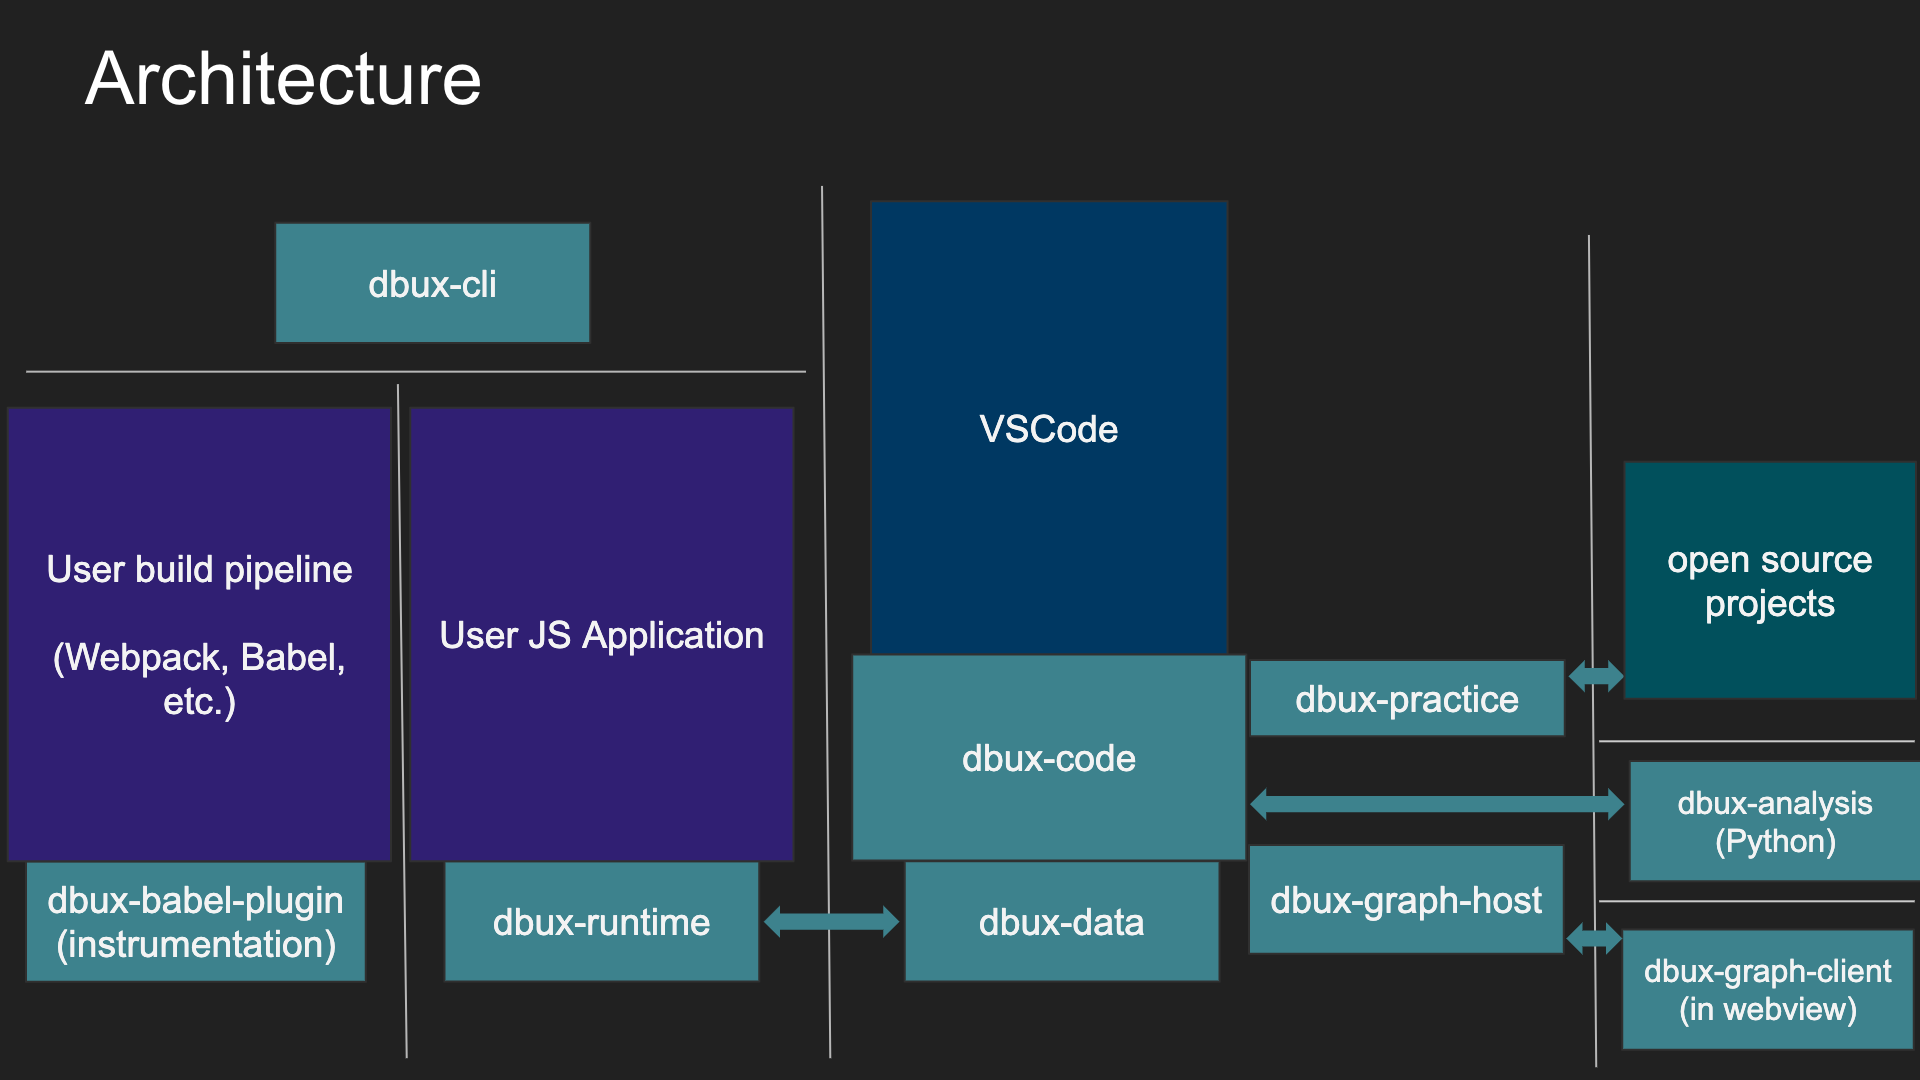 Architecture
dbux-cli
User build pipeline
(Webpack, Babel,
etc.)
dbux-babel-plugin
(instrumentation)
User JS Application
dbux-runtime
VSCode
dbux-code
dbux-data
dbux-practice
dbux-graph-host
open source
projects
dbux-analysis
(Python)
dbux-graph-client
(in webview)